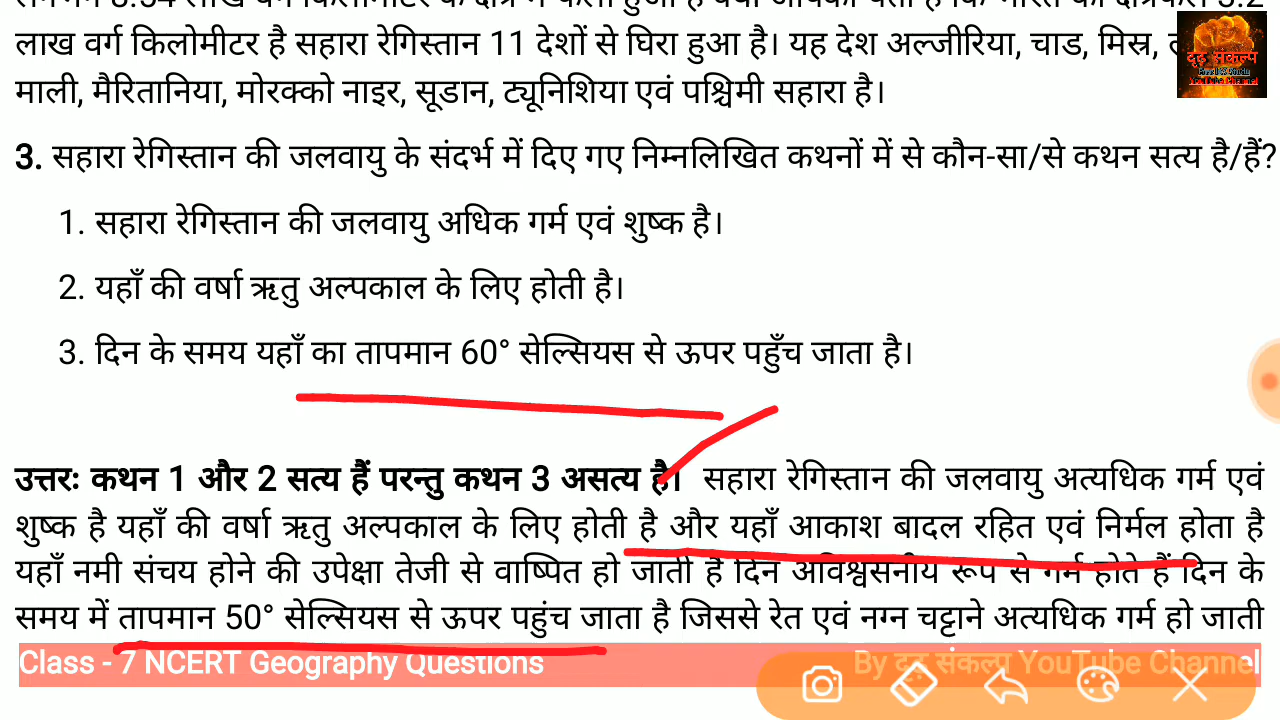 लाख वर्ग किलोमीटर है सहारा रेगिस्तान 11 देशों से घिरा हुआ है। यह देश अल्जीरिया, चाड, मिस्र,
माली, मैरितानिया, मोरक्को नाइर, सूडान, ट्यूनिशिया एवं पश्चिमी सहारा है।
दृढ़ संकल्प
3. सहारा रेगिस्तान की जलवायु के संदर्भ में दिए गए निम्नलिखित कथनों में से कौन-सा/से कथन सत्य है/हैं?
1. सहारा रेगिस्तान की जलवायु अधिक गर्म एवं शुष्क है।
2. यहाँ की वर्षा ऋतु अल्पकाल के लिए होती है।
3. दिन के समय यहाँ का तापमान 60° सेल्सियस से ऊपर पहुँच जाता है।
उत्तरः कथन 1 और 2 सत्य हैं परन्तु कथन 3 असत्य है। सहारा रेगिस्तान की जलवायु अत्यधिक गर्म एवं
शुष्क है यहाँ की वर्षा ऋतु अल्पकाल के लिए होती है और यहाँ आकाश बादल रहित एवं निर्मल होता है
यहाँ नमी संचय होने की उपेक्षा तेजी से वाष्पित हो जाती है दिन अविश्वसनीय रूप से गर्म होते हैं दिन के
समय में तापमान 50° सेल्सियस से ऊपर पहुंच जाता है जिससे रेत एवं नग्न चट्टाने अत्यधिक गर्म हो जाती
Class - 7 NCERT Geography Questions
By दृढ़ संकल्प YouTube Channel